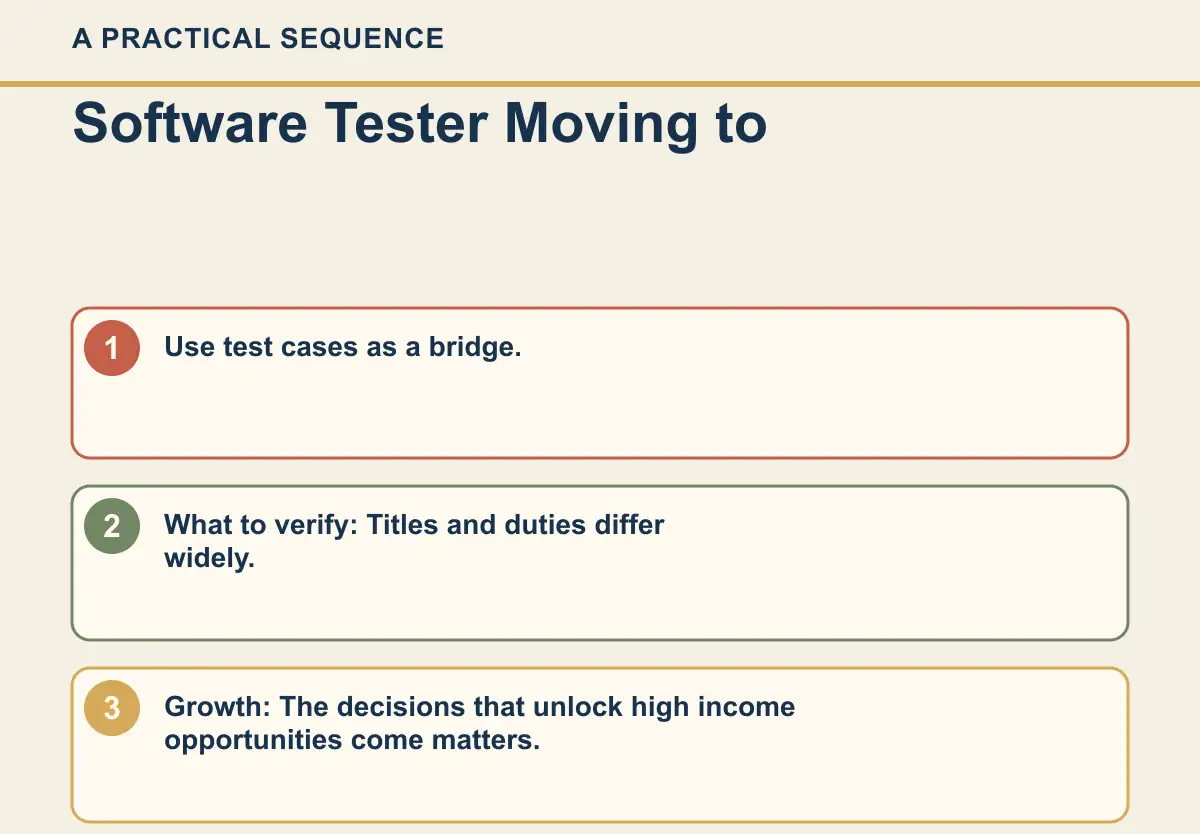 A PRACTICAL SEQUENCE
Software Tester Moving to
1
Use test cases as a bridge.
2
What to verify: Titles and duties differ
widely.
3
Growth: The decisions that unlock high income
opportunities come matters.